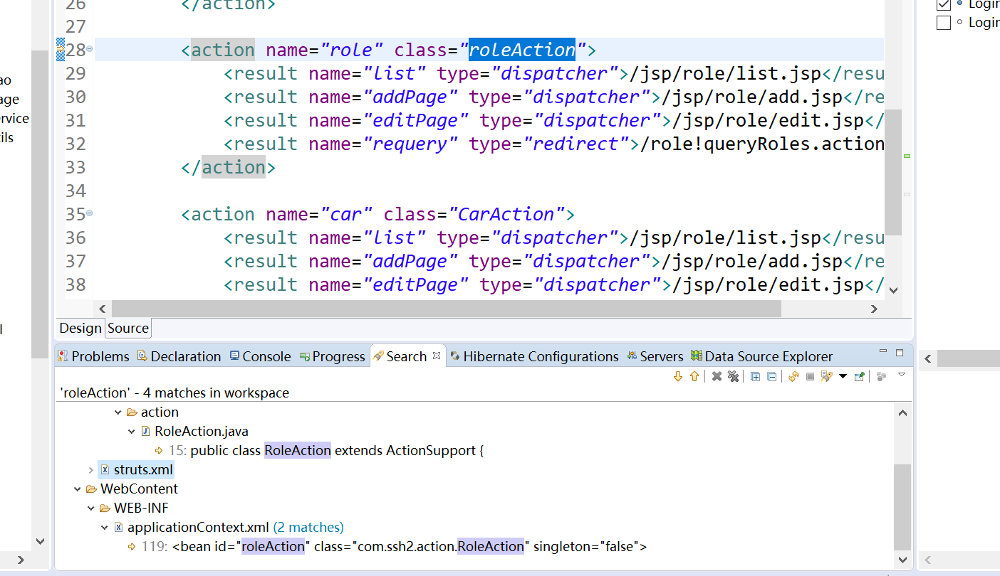 26 </action>
27
28 <action name="role" class="roleAction">
29 <result name="list" type="dispatcher">/jsp/role/list.jsp</resu
30 <result name="addPage" type="dispatcher">/jsp/role/add.jsp</re
31 <result name="editPage" type="dispatcher">/jsp/role/edit.jsp</
32 <result name="requery" type="redirect">/role!queryRoles.action
33 </action>
34
35 <action name="car" class="CarAction">
36 <result name="list" type="dispatcher">/jsp/role/list.jsp</resu
37 <result name="addPage" type="dispatcher">/jsp/role/add.jsp</re
38 <result name="editPage" type="dispatcher">/jsp/role/edit.jsp</
ao
age
ervice
ils
l
Login
Login
Design Source
Problems Declaration Console Progress Search Hibernate Configurations Servers Data Source Explorer
'roleAction' - 4 matches in workspace
action
RoleAction.java
15: public class RoleAction extends ActionSupport {
struts.xml
WebContent
WEB-INF
applicationContext.xml (2 matches)
119: <bean id="roleAction" class="com.ssh2.action.RoleAction" singleton="false">